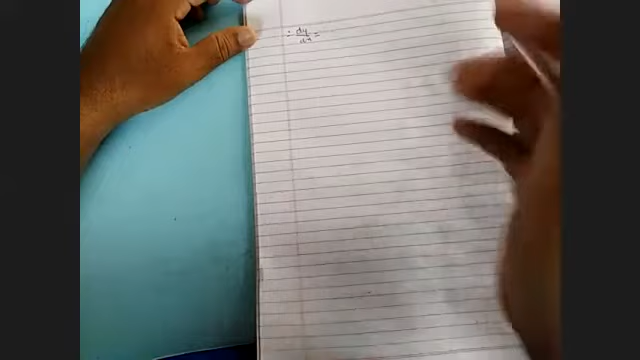 = dy/dx =